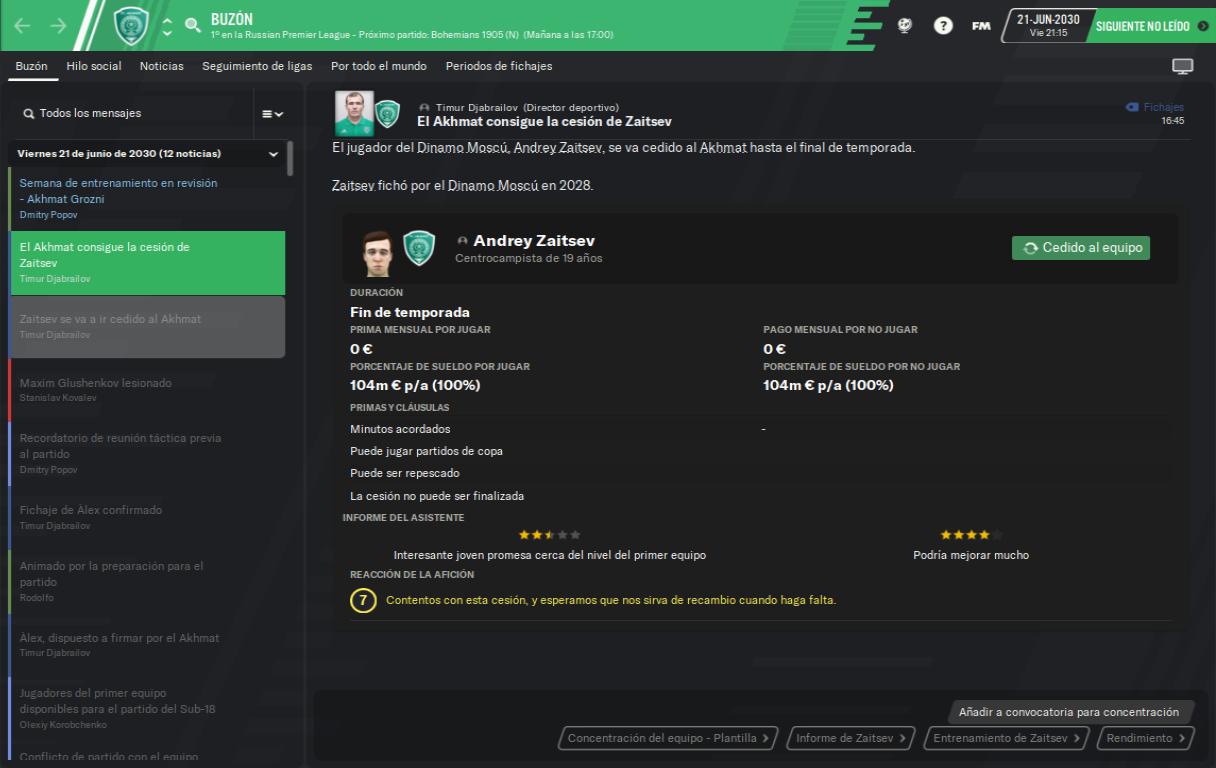 BUZÓN
1º en la Russian Premier League - Próximo partido: Bohemians 1905 (N) (Mañana a las 17:00)
?
FM
21-JUN-2030
Vie 21:15
SIGUIENTE NO LEÍDO
Buzón Hilo social Noticias Seguimiento de ligas Por todo el mundo Periodos de fichajes
Todos los mensajes
Viernes 21 de junio de 2030 (12 noticias)
Semana de entrenamiento en revisión
- Akhmat Grozni
Dmitry Popov
El Akhmat consigue la cesión de
Zaitsev
Timur Djabrailov
Zaitsev se va a ir cedido al Akhmat
Timur Djabrailov
Maxim Glushenkov lesionado
Stanislav Kovalev
Recordatorio de reunión táctica previa
al partido
Dmitry Popov
Fichaje de Àlex confirmado
Timur Djabrailov
Animado por la preparación para el
partido
Rodolfo
Àlex, dispuesto a firmar por el Akhmat
Timur Djabrailov
Jugadores del primer equipo
disponibles para el partido del Sub-18
Olexiy Korobchenko
Conflicto de partido con el equipo
Timur Djabrailov (Director deportivo)
El Akhmat consigue la cesión de Zaitsev
Fichajes
16:45
El jugador del Dinamo Moscú, Andrey Zaitsev, se va cedido al Akhmat hasta el final de temporada.
Zaitsev fichó por el Dinamo Moscú en 2028.
Andrey Zaitsev
Centrocampista de 19 años
Cedido al equipo
DURACIÓN
Fin de temporada
PRIMA MENSUAL POR JUGAR PAGO MENSUAL POR NO JUGAR
0 € 0 €
PORCENTAJE DE SUELDO POR JUGAR PORCENTAJE DE SUELDO POR NO JUGAR
104m € p/a (100%) 104m € p/a (100%)
PRIMAS Y CLÁUSULAS
Minutos acordados -
Puede jugar partidos de copa
Puede ser repescado
La cesión no puede ser finalizada
INFORME DEL ASISTENTE
Interesante joven promesa cerca del nivel del primer equipo Podría mejorar mucho
REACCIÓN DE LA AFICIÓN
7 Contentos con esta cesión, y esperamos que nos sirva de recambio cuando haga falta.
Añadir a convocatoria para concentración
Concentración del equipo - Plantilla Informe de Zaitsev Entrenamiento de Zaitsev Rendimiento